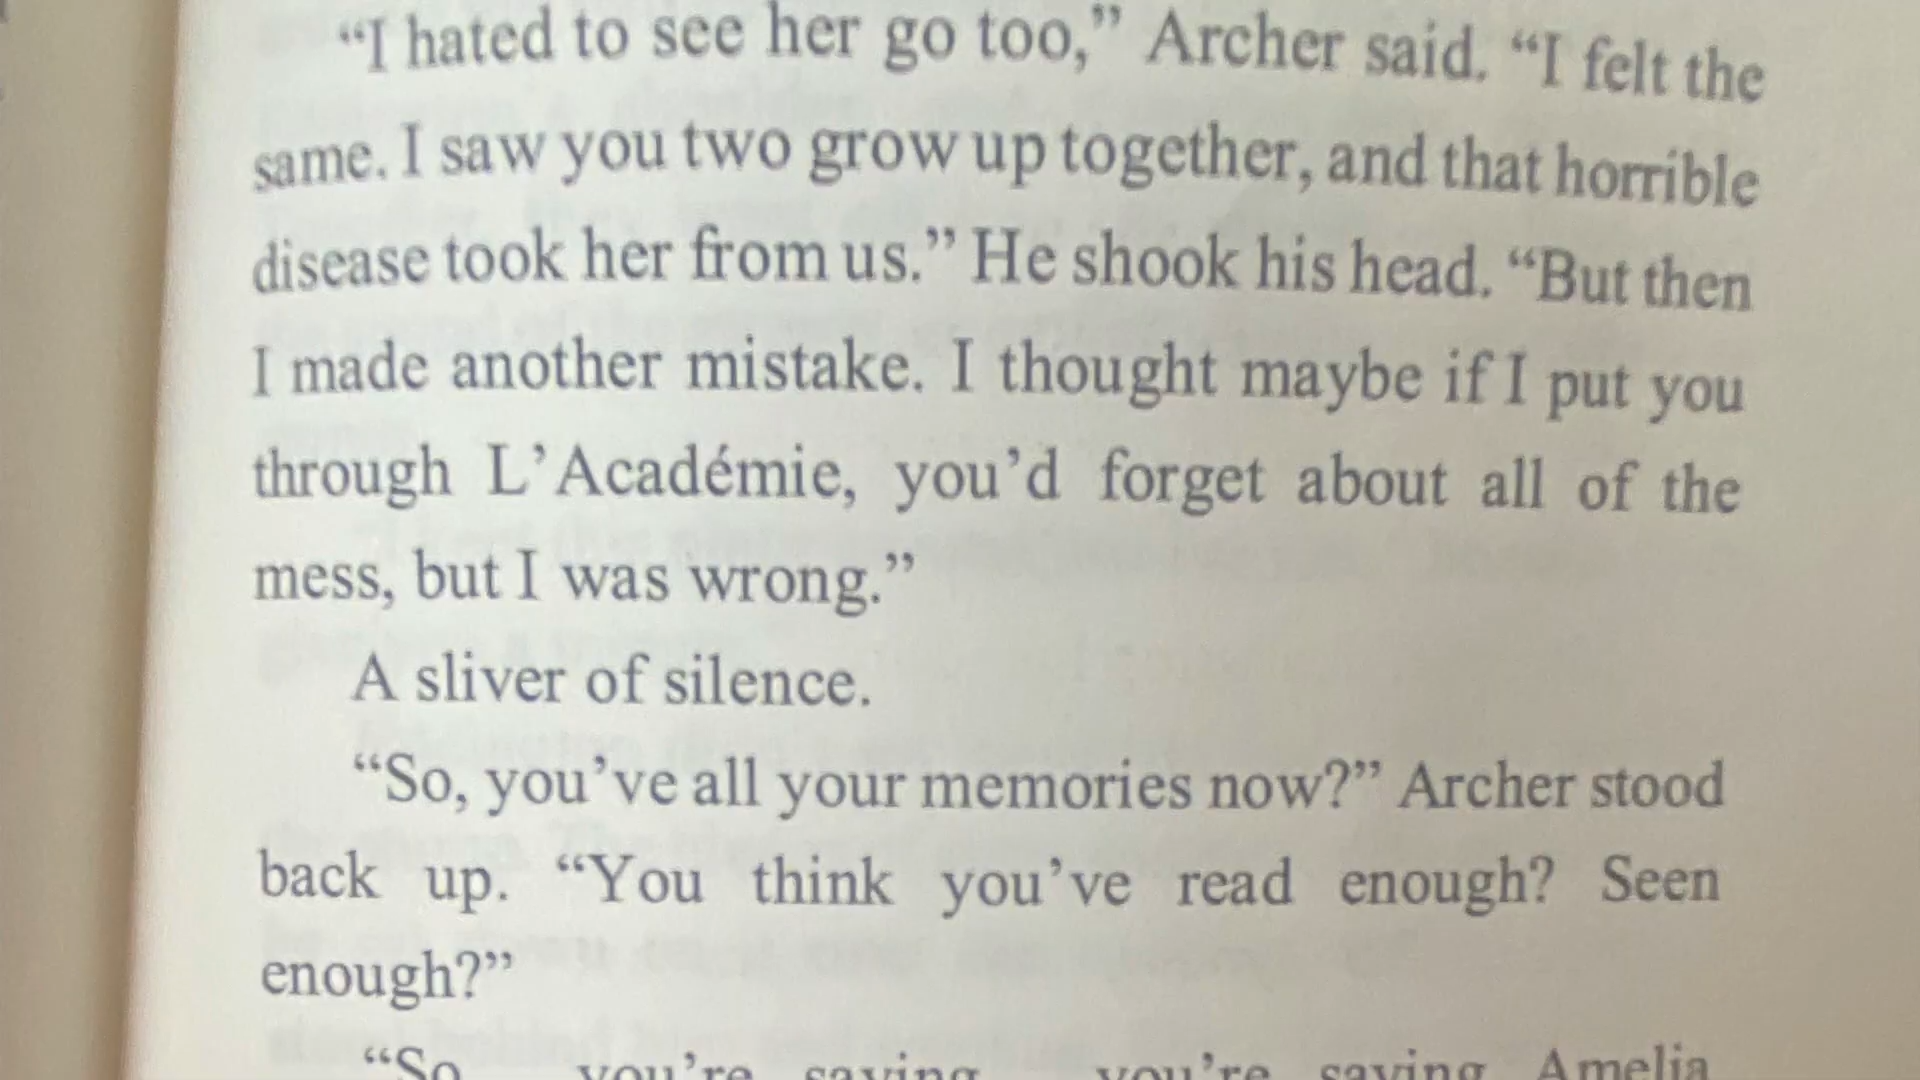 “I hated to see her go too,” Archer said. “I felt the
same. I saw you two grow up together, and that horrible
disease took her from us.” He shook his head. “But then
I made another mistake. I thought maybe if I put you
through L’Académie, you’d forget about all of the
mess, but I was wrong.”
A sliver of silence.
“So, you’ve all your memories now?” Archer stood
back up. “You think you’ve read enough? Seen
enough?”
“So you’re saying you’re saying Amelia